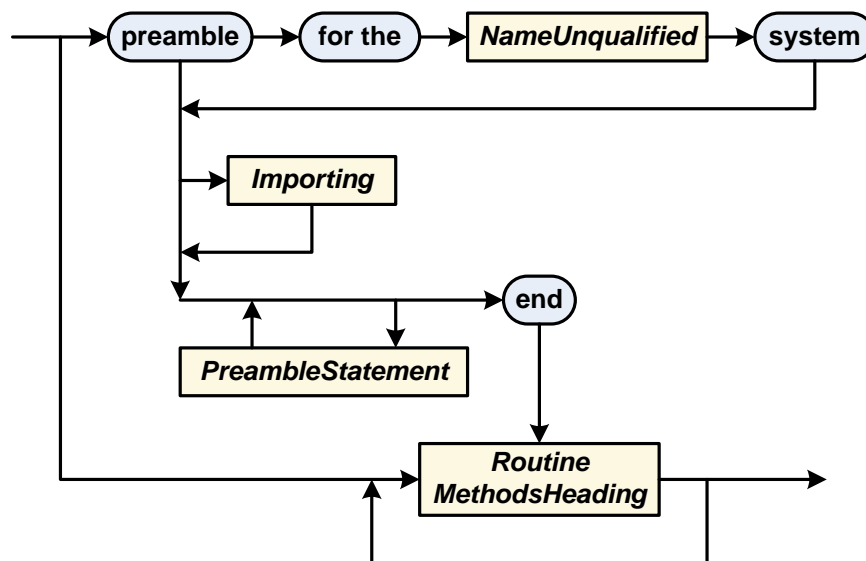 preamble
for the
NameUnqualified
system
Importing
end
PreambleStatement
Routine
MethodsHeading